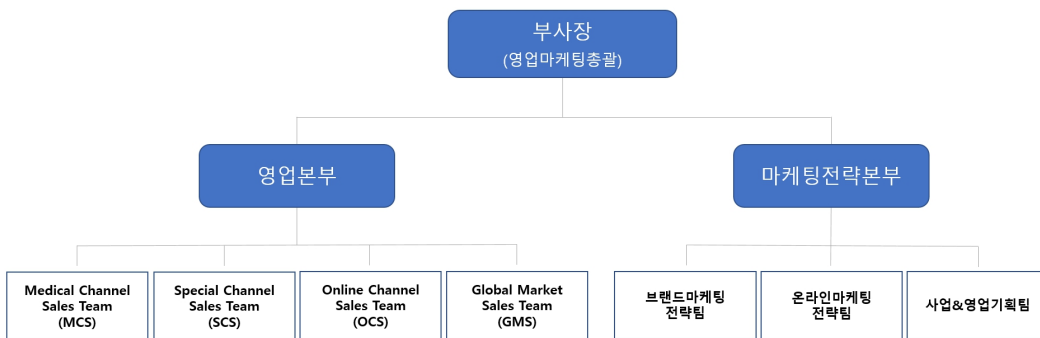 부사장
(영업마케팅총괄)
영업본부
마케팅전략본부
Medical Channel
Sales Team
(MCS)
Special Channel
Sales Team
(SCS)
Online Channel
Sales Team
(OCS)
Global Market
Sales Team
(GMS)
브랜드마케팅
전략팀
온라인마케팅
전략팀
사업&영업기획팀